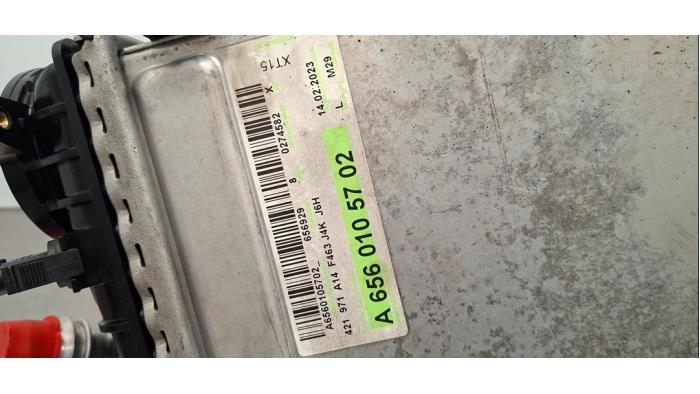 A 656 010 57 02
421 971 A14 F463 J4K J6H
A6560105702_ 656929 8 0274582 X
14.02.2023
L M29
XT15